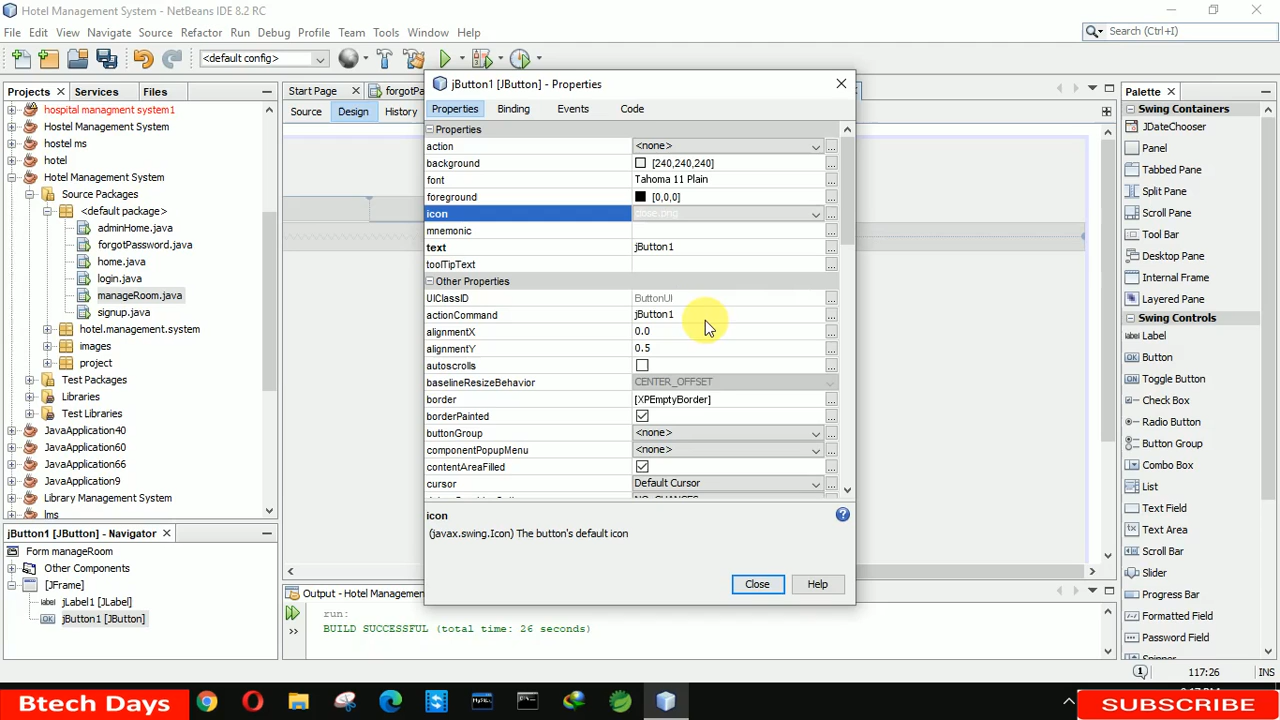 Hotel Management System - NetBeans IDE 8.2 RC
File Edit View Navigate Source Refactor Run Debug Profile Team Tools Window Help
Search (Ctrl+I)
<default config>
Projects Services Files
hospital managment system1
Hostel Management System
hostel ms
hotel
Hotel Management System
Source Packages
<default package>
adminHome.java
forgotPassword.java
home.java
login.java
manageRoom.java
signup.java
hotel.management.system
images
project
Test Packages
Libraries
Test Libraries
JavaApplication40
JavaApplication60
JavaApplication66
JavaApplication9
Library Management System
lms
jButton1 [JButton] - Navigator
Form manageRoom
Other Components
[JFrame]
jLabel1 [JLabel]
OK jButton1 [JButton]
Start Page
forgotPa
Source Design History
jButton1 [JButton] - Properties
Properties Binding Events Code
Properties
action <none> ...
background [240,240,240] ...
font Tahoma 11 Plain ...
foreground [0,0,0] ...
icon ...
mnemonic ...
text jButton1 ...
toolTipText ...
Other Properties
UIClassID ButtonUI ...
actionCommand jButton1 ...
alignmentX 0.0 ...
alignmentY 0.5 ...
autoscrolls ...
baselineResizeBehavior CENTER_OFFSET ...
border [XPEmptyBorder] ...
borderPainted ...
buttonGroup <none> ...
componentPopupMenu <none> ...
contentAreaFilled ...
cursor Default Cursor ...
icon
(javax.swing.Icon) The button's default icon
Close Help
Output - Hotel Management
run:
BUILD SUCCESSFUL (total time: 26 seconds)
Palette
Swing Containers
JDateChooser
Panel
Tabbed Pane
Split Pane
Scroll Pane
Tool Bar
Desktop Pane
Internal Frame
Layered Pane
Swing Controls
Label
OK Button
Toggle Button
Check Box
Radio Button
Button Group
Combo Box
List
Text Field
Text Area
Scroll Bar
Slider
Progress Bar
Formatted Field
Password Field
1 117:26 INS
Btech Days
SUBSCRIBE